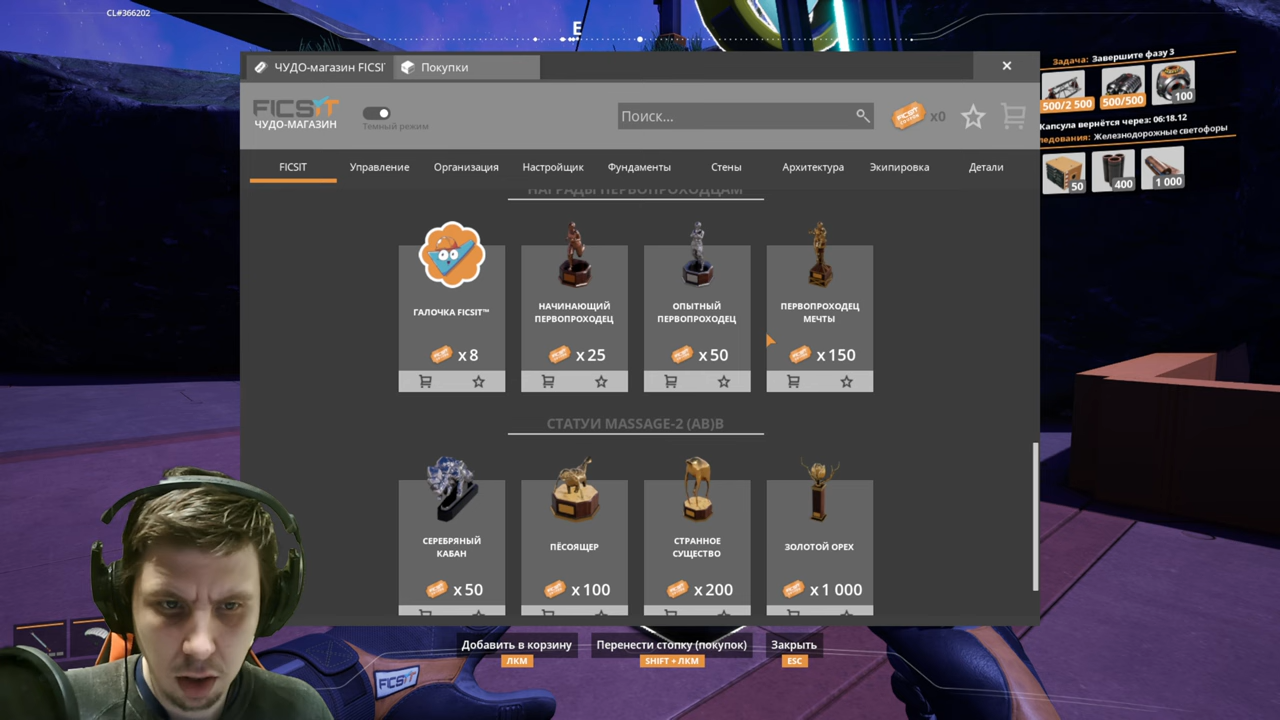 CL#366202
E
ЧУДО-магазин FICSI
Покупки
Задача: Завершите фазу 3
500/2 500
500/500
100
Капсула вернётся через: 06:18.12
ледования: Железнодорожные светофоры
50
400
1 000
FICSIT
ЧУДО-МАГАЗИН
Темный режим
Поиск...
x0
FICSIT
Управление
Организация
Настройщик
Фундаменты
Стены
Архитектура
Экипировка
Детали
НАГРАДЫ ПЕРВОПРОХОДЦАМ
ГАЛОЧКА FICSIT™
x 8
НАЧИНАЮЩИЙ
ПЕРВОПРОХОДЕЦ
x 25
ОПЫТНЫЙ
ПЕРВОПРОХОДЕЦ
x 50
ПЕРВОПРОХОДЕЦ
МЕЧТЫ
x 150
СТАТУИ MASSAGE-2 (AB)B
СЕРЕБРЯНЫЙ
КАБАН
x 50
ПЁСОЯЩЕР
x 100
СТРАННОЕ
СУЩЕСТВО
x 200
ЗОЛОТОЙ ОРЕХ
x 1 000
Добавить в корзину
ЛКМ
Перенести стопку (покупок)
SHIFT + ЛКМ
Закрыть
ESC
FICSIT